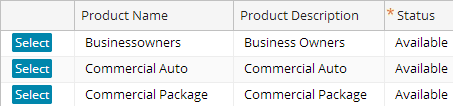 Product Name Product Description * Status
Select Businessowners Business Owners Available
Select Commercial Auto Commercial Auto Available
Select Commercial Package Commercial Package Available